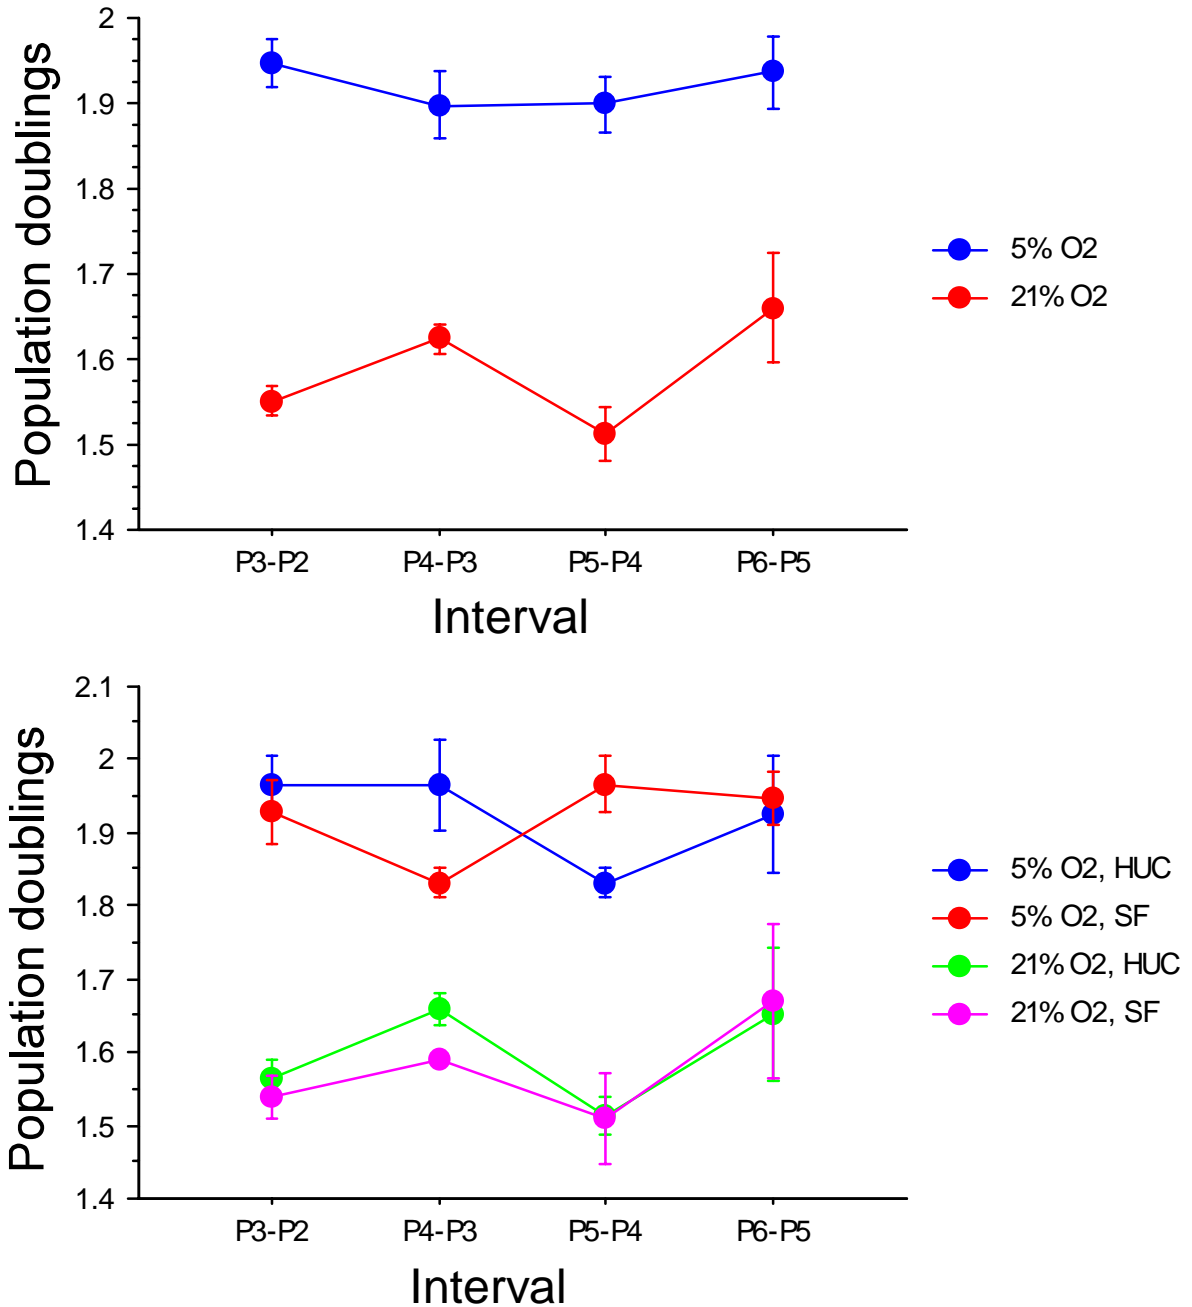 Population doublings
2
1.9
1.8
1.7
1.6
1.5
1.4
P3-P2 P4-P3 P5-P4 P6-P5
Interval
5% O2
21% O2
Population doublings
2.1
2
1.9
1.8
1.7
1.6
1.5
1.4
P3-P2 P4-P3 P5-P4 P6-P5
Interval
5% O2, HUC
5% O2, SF
21% O2, HUC
21% O2, SF